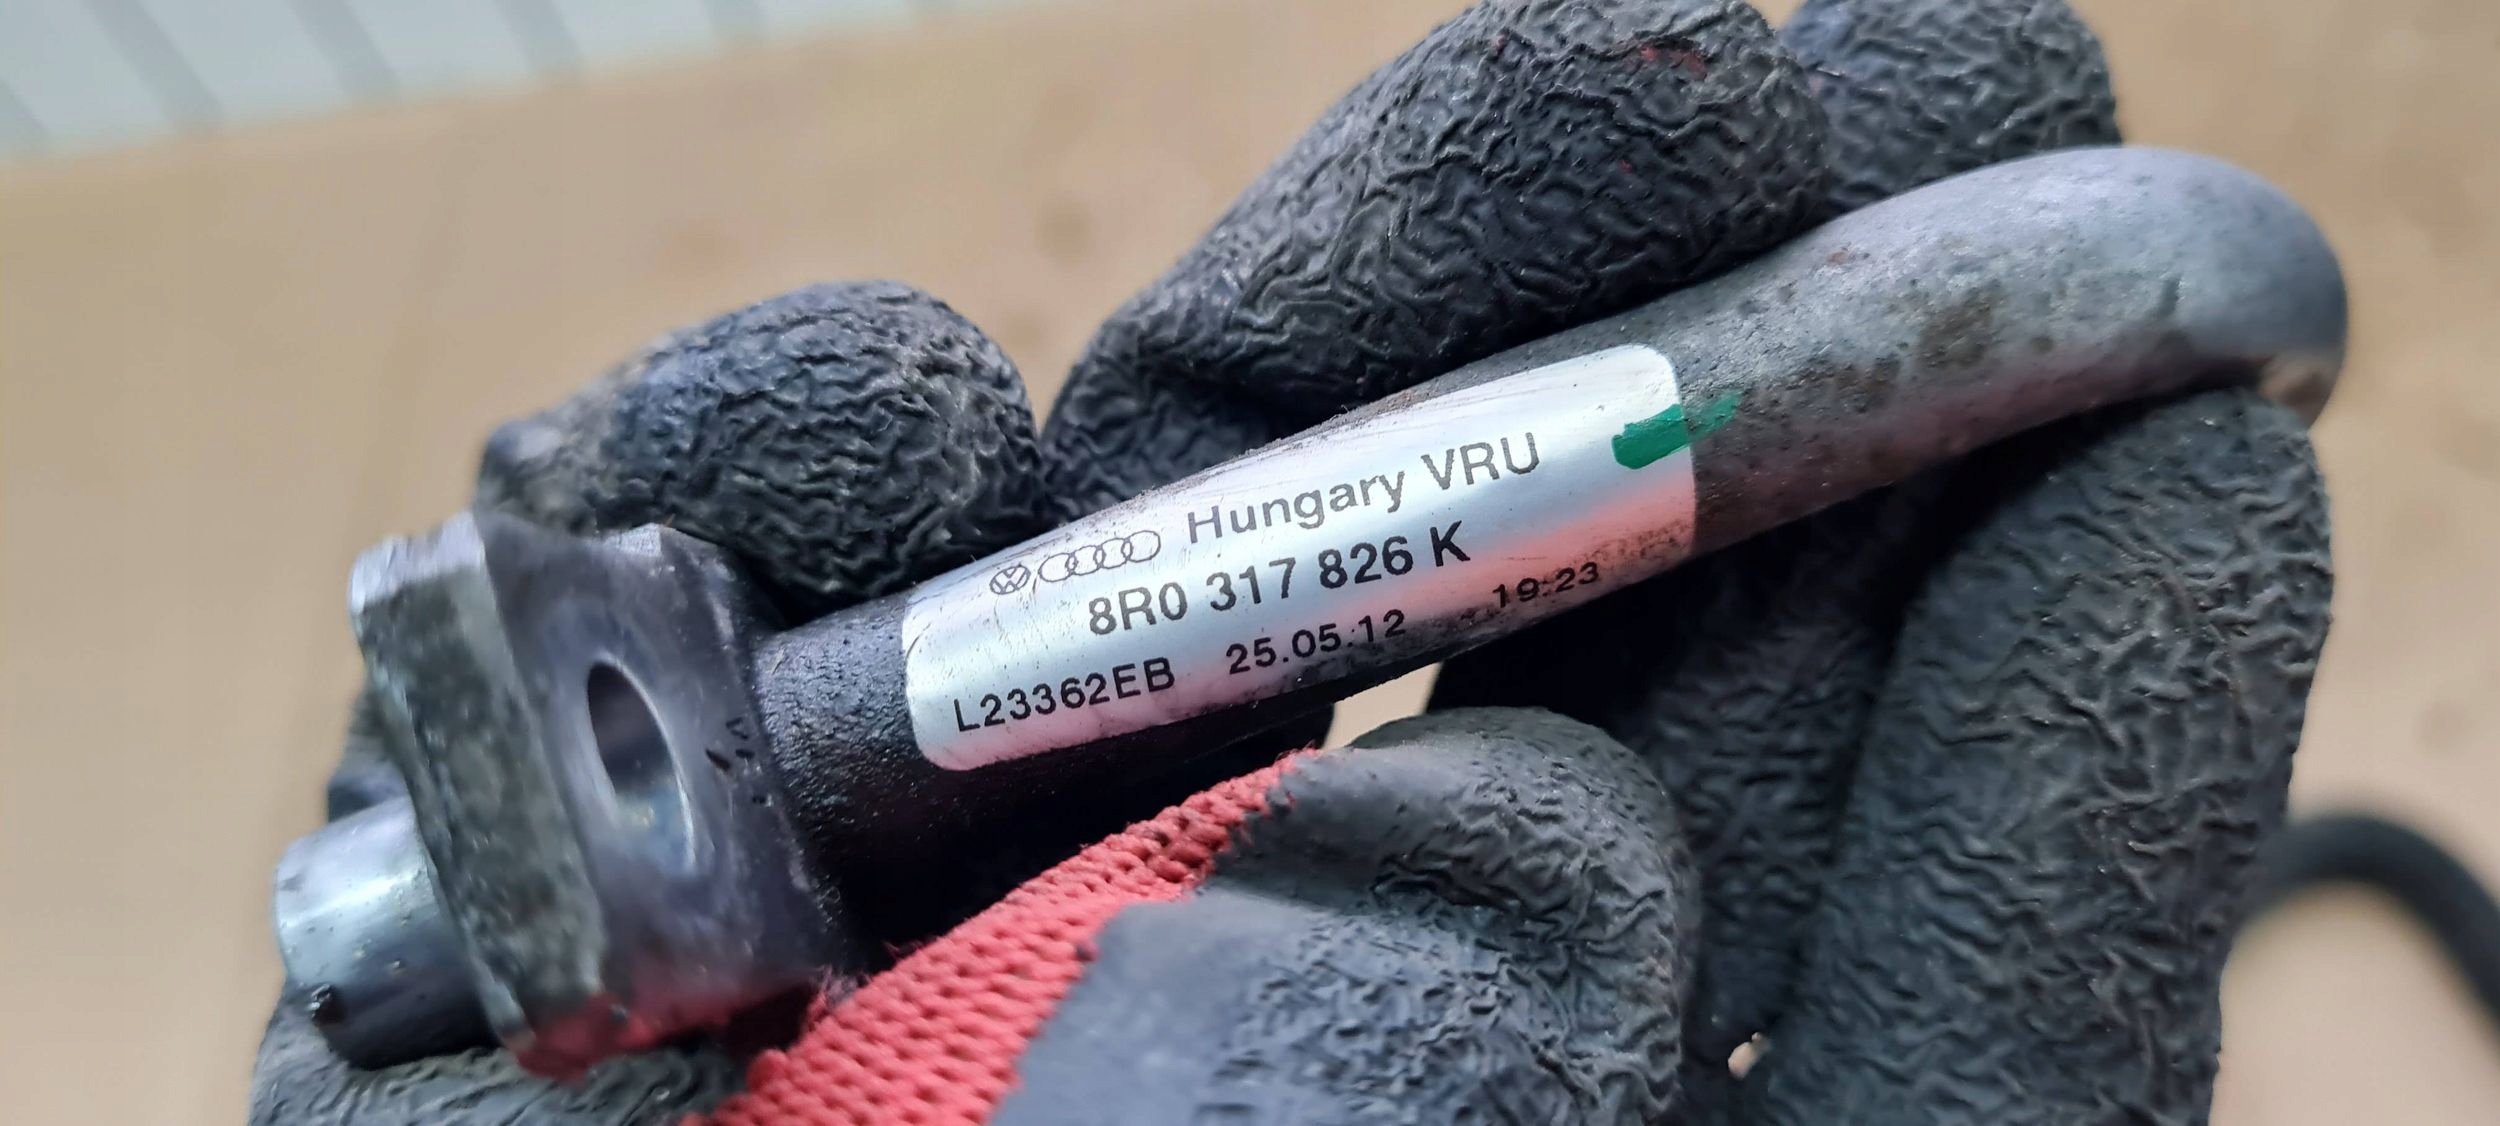 Hungary VRU
8R0 317 826 K
L23362EB 25.05.12 19:23